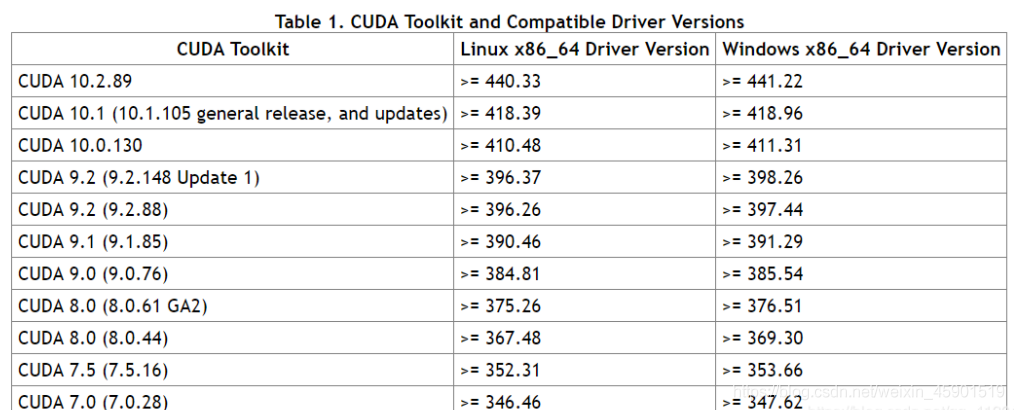 Table 1. CUDA Toolkit and Compatible Driver Versions
CUDA Toolkit Linux x86_64 Driver Version Windows x86_64 Driver Version
CUDA 10.2.89 >= 440.33 >= 441.22
CUDA 10.1 (10.1.105 general release, and updates) >= 418.39 >= 418.96
CUDA 10.0.130 >= 410.48 >= 411.31
CUDA 9.2 (9.2.148 Update 1) >= 396.37 >= 398.26
CUDA 9.2 (9.2.88) >= 396.26 >= 397.44
CUDA 9.1 (9.1.85) >= 390.46 >= 391.29
CUDA 9.0 (9.0.76) >= 384.81 >= 385.54
CUDA 8.0 (8.0.61 GA2) >= 375.26 >= 376.51
CUDA 8.0 (8.0.44) >= 367.48 >= 369.30
CUDA 7.5 (7.5.16) >= 352.31 >= 353.66
https://blog.csdn.net/weixin_45901519
CUDA 7.0 (7.0.28) >= 346.46 >= 347.62